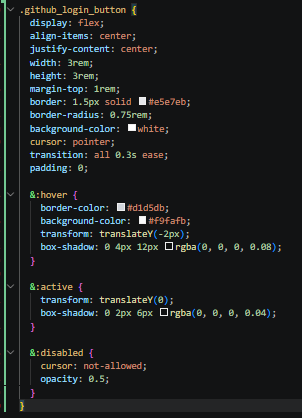 .github_login_button {
display: flex;
align-items: center;
justify-content: center;
width: 3rem;
height: 3rem;
margin-top: 1rem;
border: 1.5px solid #e5e7eb;
border-radius: 0.75rem;
background-color: white;
cursor: pointer;
transition: all 0.3s ease;
padding: 0;
&:hover {
border-color: #d1d5db;
background-color: #f9fafb;
transform: translateY(-2px);
box-shadow: 0 4px 12px rgba(0, 0, 0, 0.08);
}
&:active {
transform: translateY(0);
box-shadow: 0 2px 6px rgba(0, 0, 0, 0.04);
}
&:disabled {
cursor: not-allowed;
opacity: 0.5;
}
}